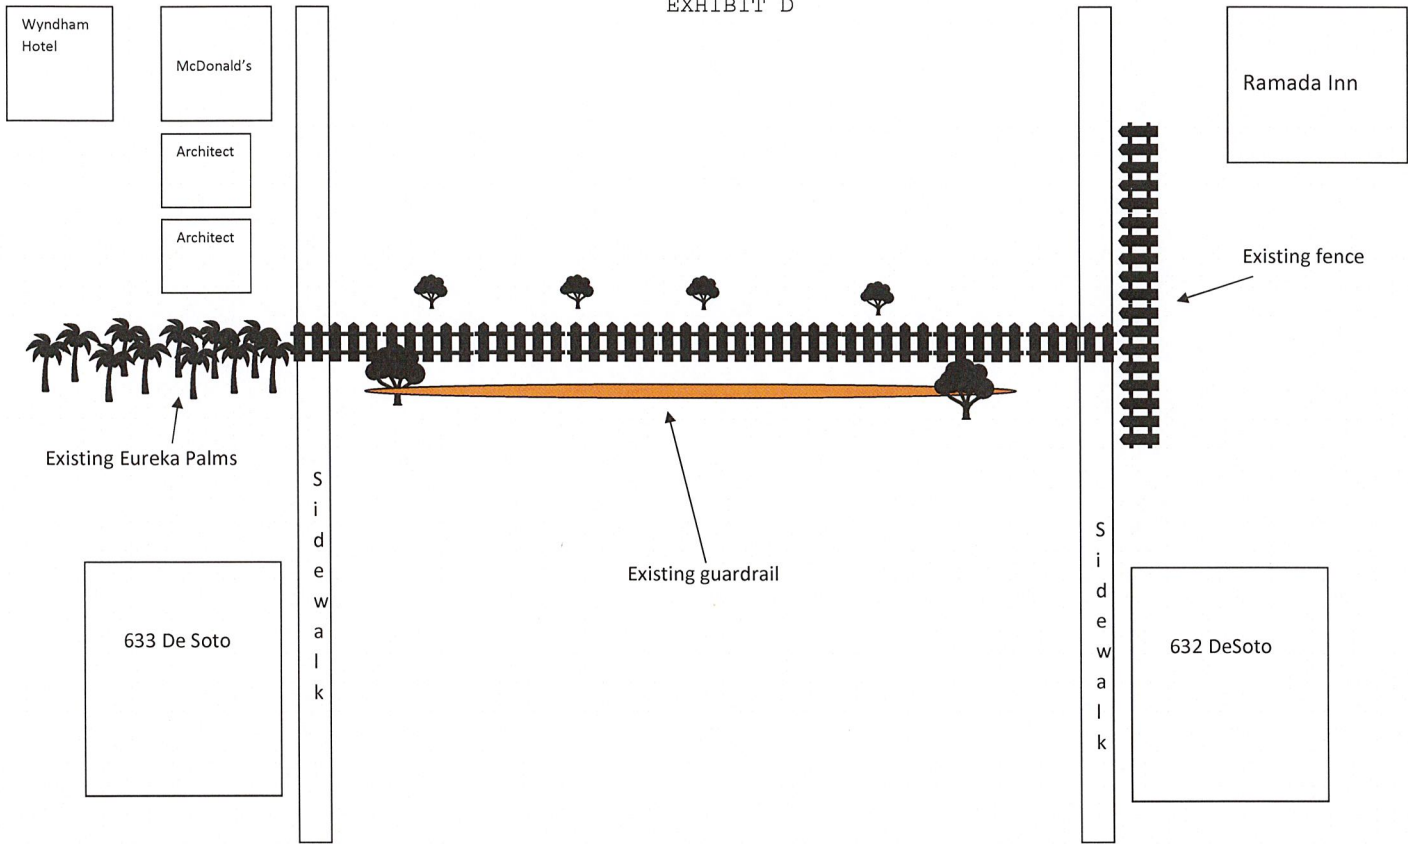 EXHIBIT D
Wyndham
Hotel
McDonald's
Ramada Inn
Architect
Architect
Existing fence
Existing Eureka Palms
S
i
d
e
w
a
l
k
Existing guardrail
S
i
d
e
w
a
l
k
633 De Soto
632 DeSoto